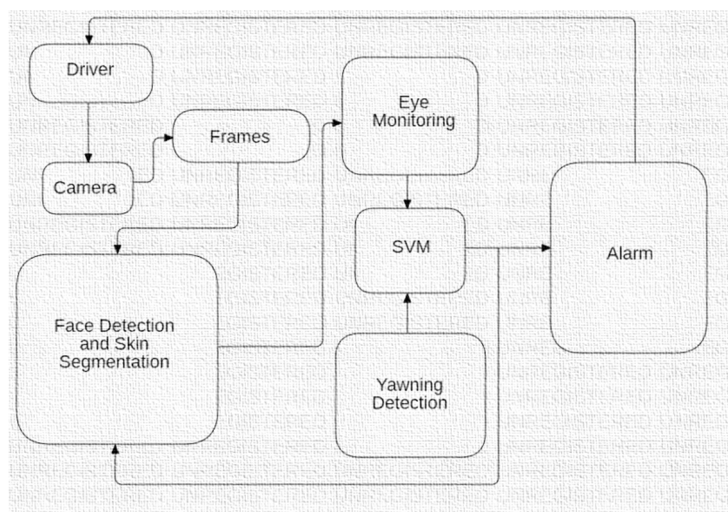 Driver
Frames
Camera
Eye
Monitoring
SVM
Alarm
Face Detection
and Skin
Segmentation
Yawning
Detection